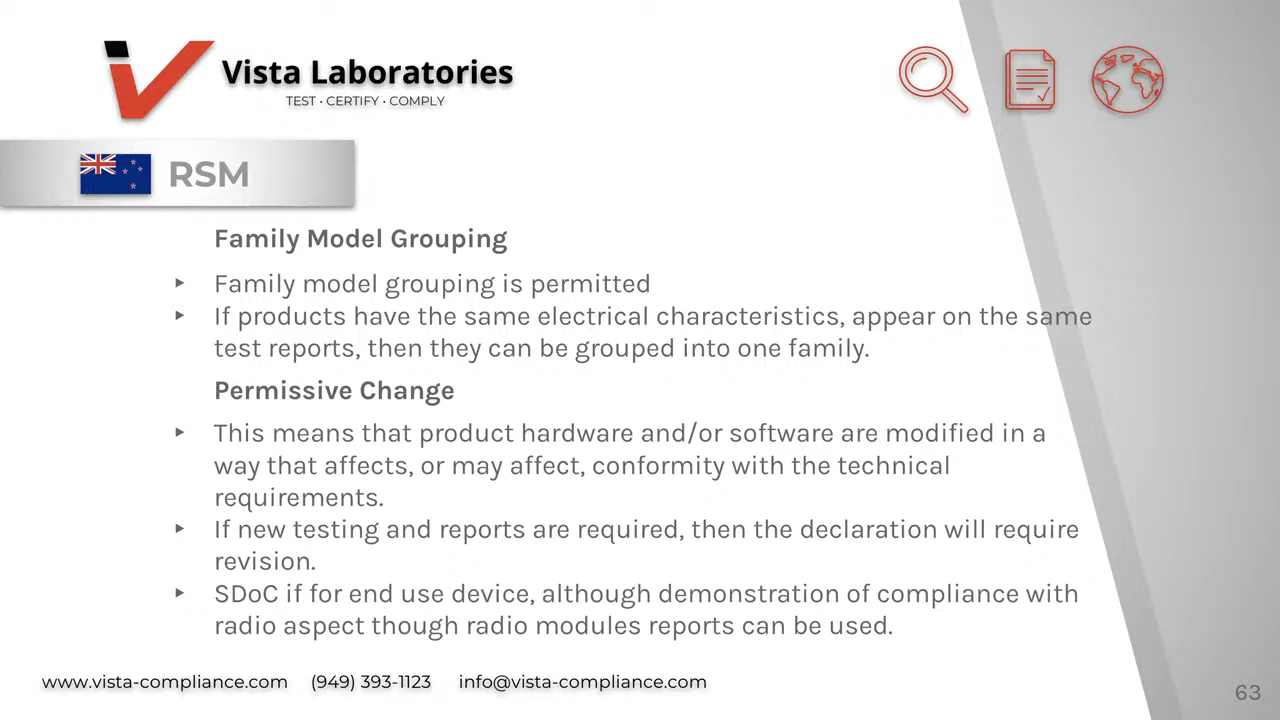 Vista Laboratories
TEST · CERTIFY · COMPLY
RSM
Family Model Grouping
‣ Family model grouping is permitted
‣ If products have the same electrical characteristics, appear on the same
test reports, then they can be grouped into one family.
Permissive Change
‣ This means that product hardware and/or software are modified in a
way that affects, or may affect, conformity with the technical
requirements.
‣ If new testing and reports are required, then the declaration will require
revision.
‣ SDoC if for end use device, although demonstration of compliance with
radio aspect though radio modules reports can be used.
www.vista-compliance.com (949) 393-1123 info@vista-compliance.com
63